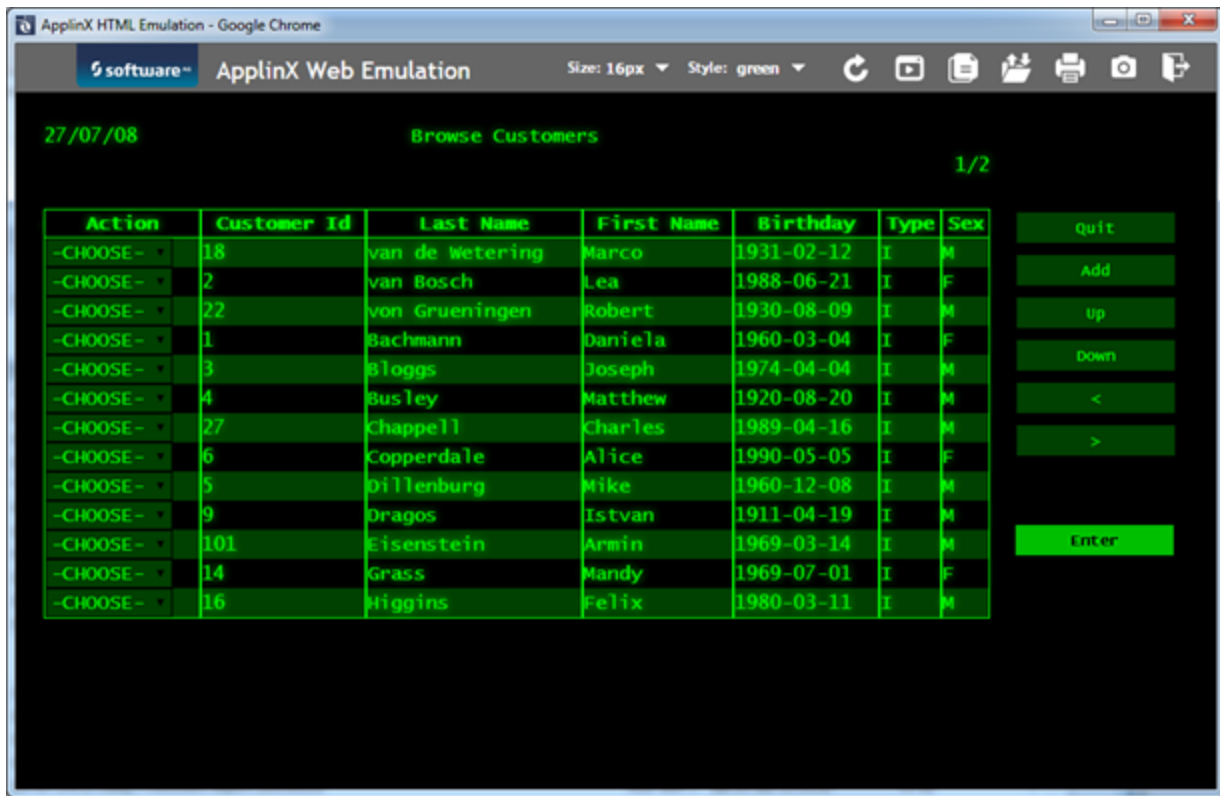 ApplinX HTML Emulation - Google Chrome
software AG ApplinX Web Emulation Size: 16px Style: green
27/07/08 Browse Customers
1/2
Action Customer Id Last Name First Name Birthday Type Sex
-CHOOSE- 18 van de Wetering Marco 1931-02-12 I M
-CHOOSE- 2 van Bosch Lea 1988-06-21 I F
-CHOOSE- 22 von Grueningen Robert 1930-08-09 I M
-CHOOSE- 1 Bachmann Daniela 1960-03-04 I F
-CHOOSE- 3 Bloggs Joseph 1974-04-04 I M
-CHOOSE- 4 Busley Matthew 1920-08-20 I M
-CHOOSE- 27 Chappell Charles 1989-04-16 I M
-CHOOSE- 6 Copperdale Alice 1990-05-05 I F
-CHOOSE- 5 Dillenburg Mike 1960-12-08 I M
-CHOOSE- 9 Dragos Istvan 1911-04-19 I M
-CHOOSE- 101 Eisenstein Armin 1969-03-14 I M
-CHOOSE- 14 Grass Mandy 1969-07-01 I F
-CHOOSE- 16 Higgins Felix 1980-03-11 I M
Quit
Add
Up
Down
<
>
Enter